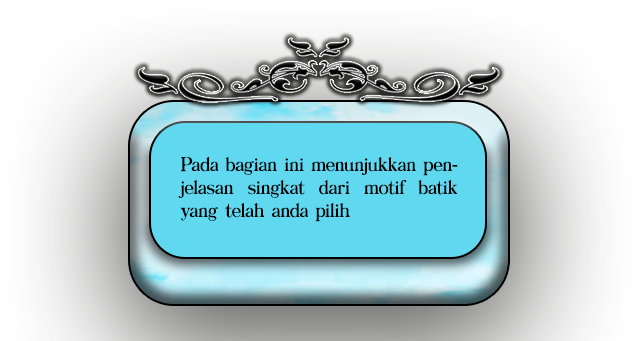 Pada bagian ini menunjukkan pen-
jelasan singkat dari motif batik
yang telah anda pilih